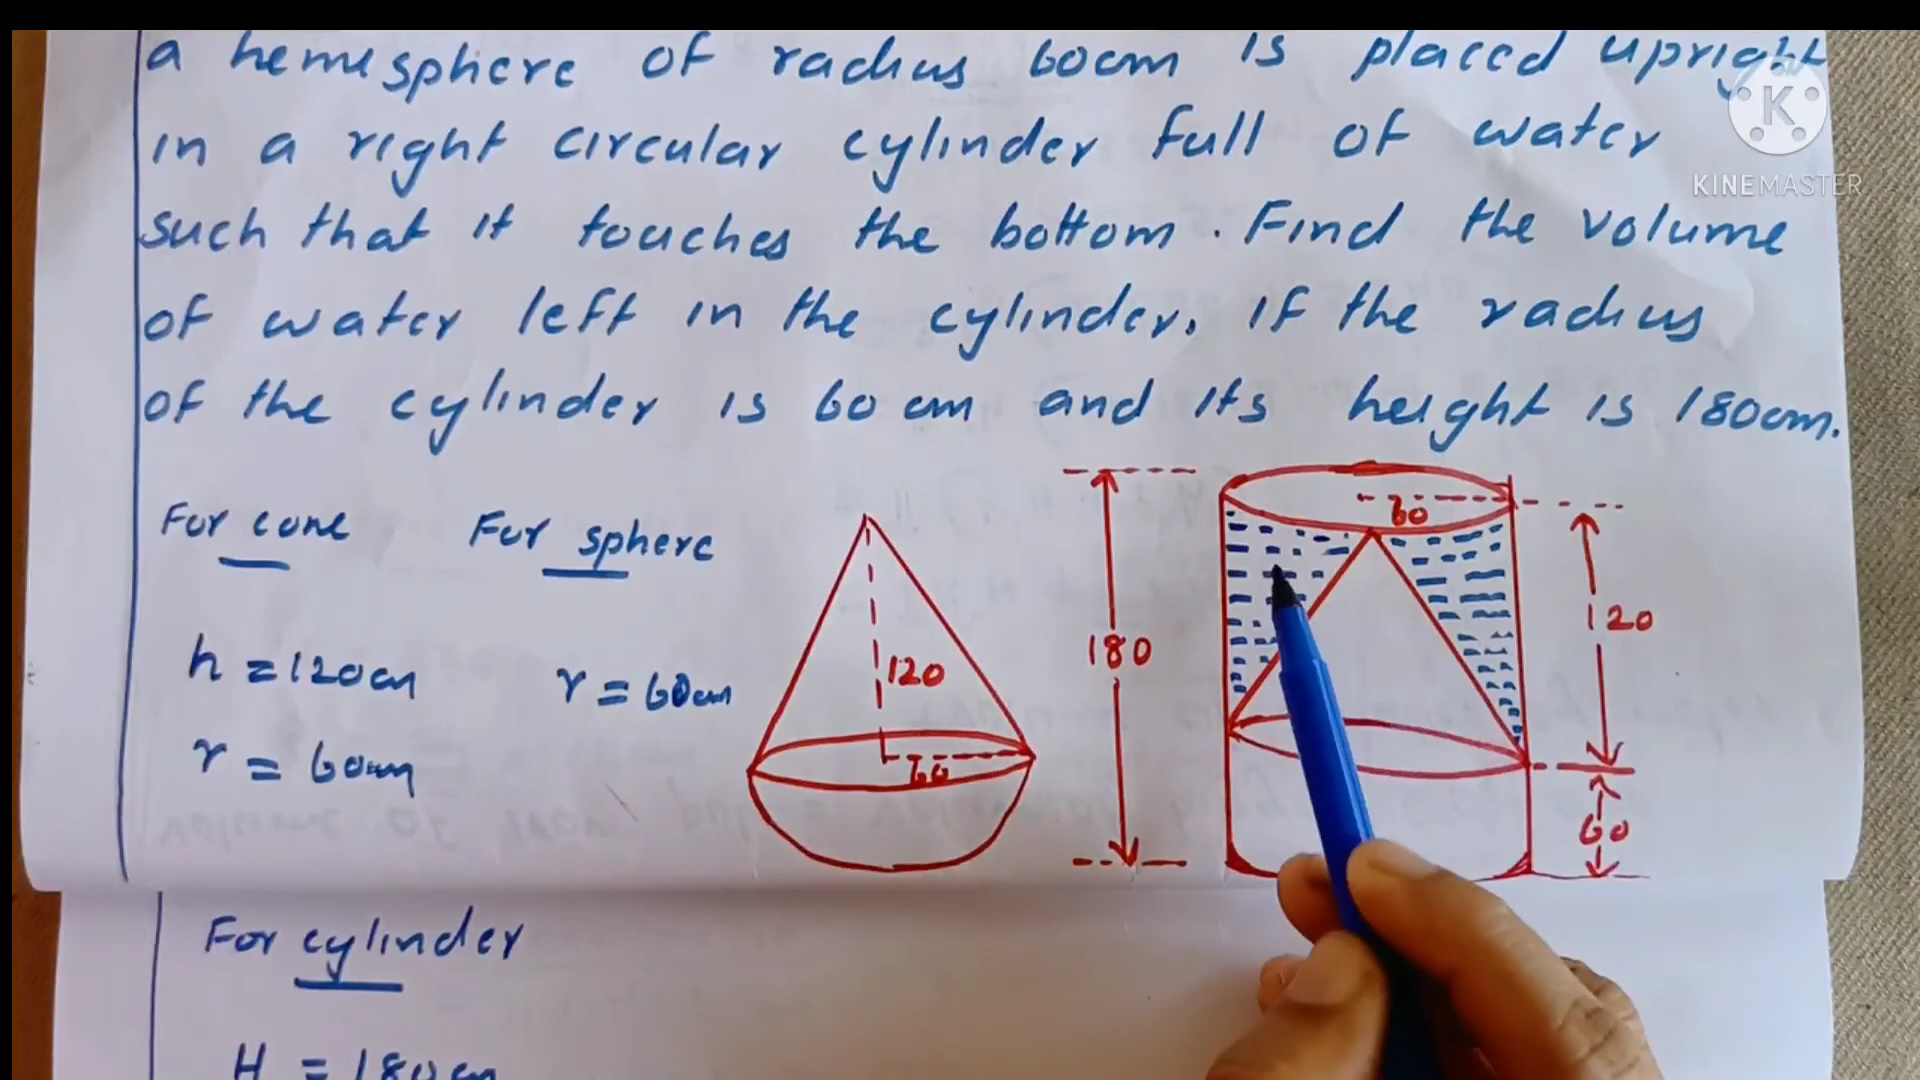 a hemisphere of radius 60cm is placed upright
in a right circular cylinder full of water
such that it touches the bottom. Find the volume
of water left in the cylinder, if the radius
of the cylinder is 60 cm and its height is 180cm.
KINEMASTER
K
For cone
For sphere
h = 120cm
r = 60cm
r = 60cm
120
60
180
60
120
60
For cylinder
H = 180cm